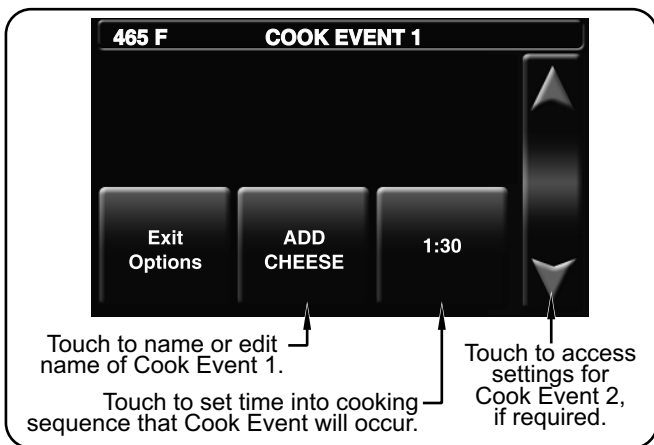 465 F COOK EVENT 1
Exit
Options
ADD
CHEESE
1:30
Touch to name or edit
name of Cook Event 1.
Touch to set time into cooking
sequence that Cook Event will occur.
Touch to access
settings for
Cook Event 2,
if required.